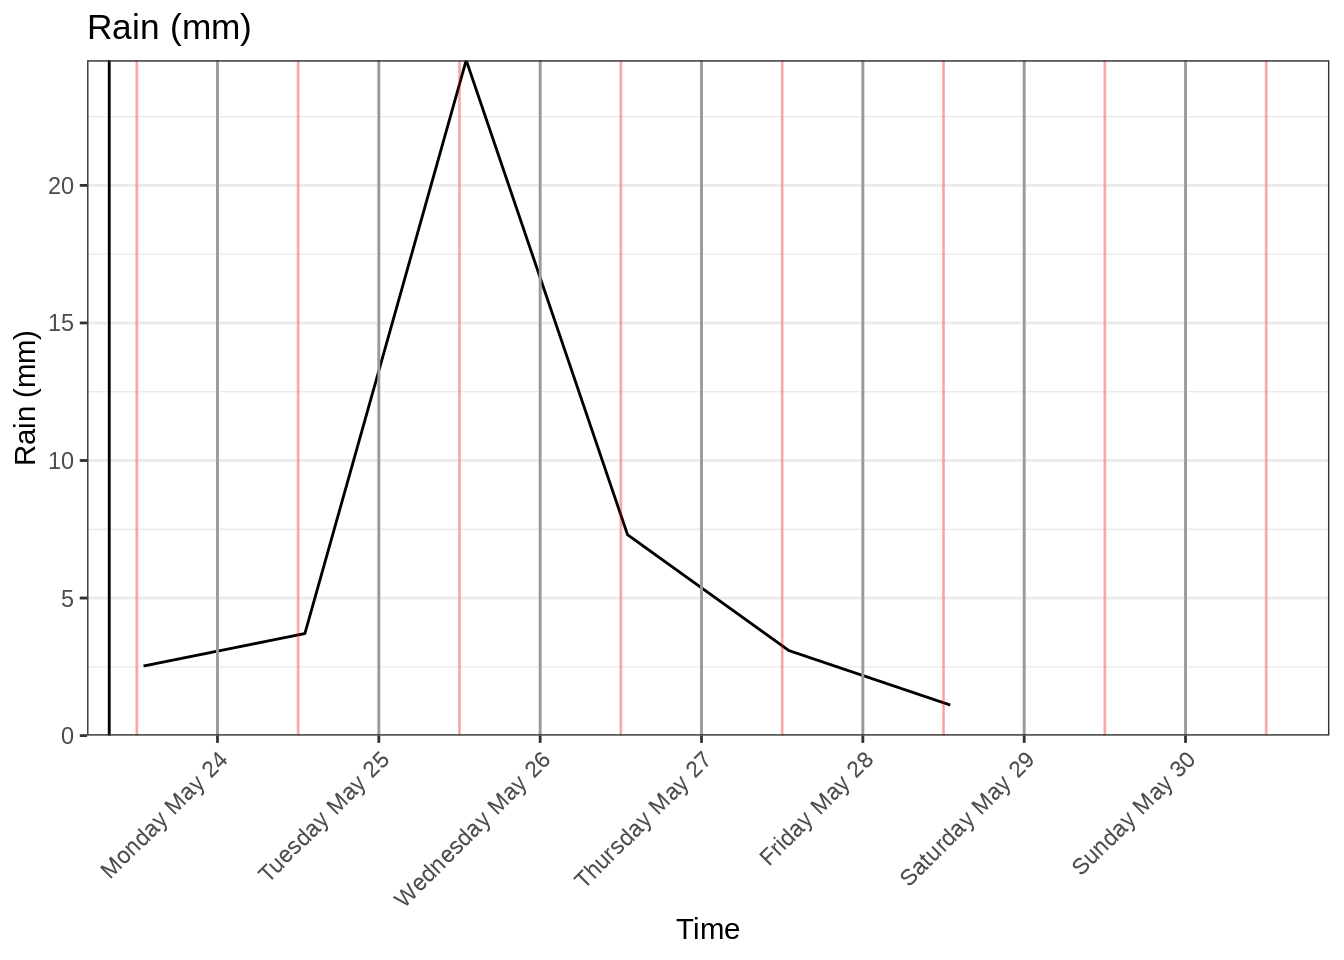 Rain (mm)
Rain (mm)
20
15
10
5
0
Monday May 24
Tuesday May 25
Wednesday May 26
Thursday May 27
Friday May 28
Saturday May 29
Sunday May 30
Time